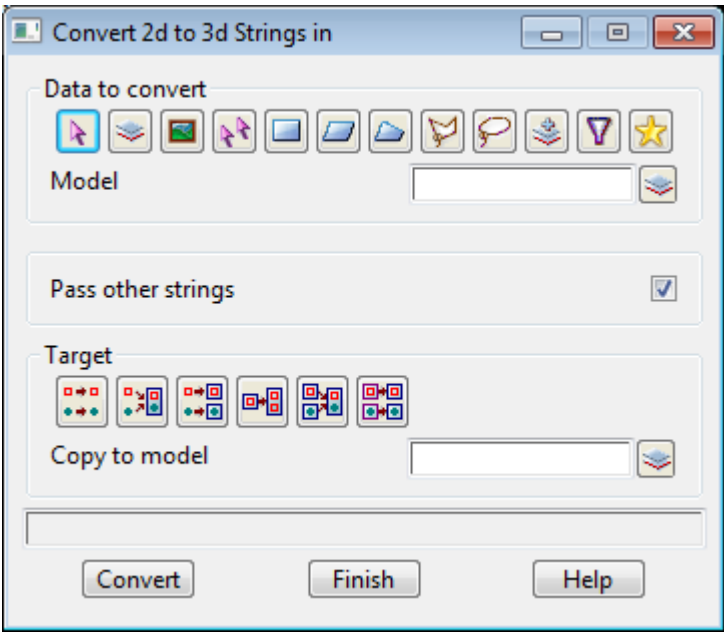 Convert 2d to 3d Strings in
Data to convert
Model
Pass other strings
Target
Copy to model
Convert Finish Help